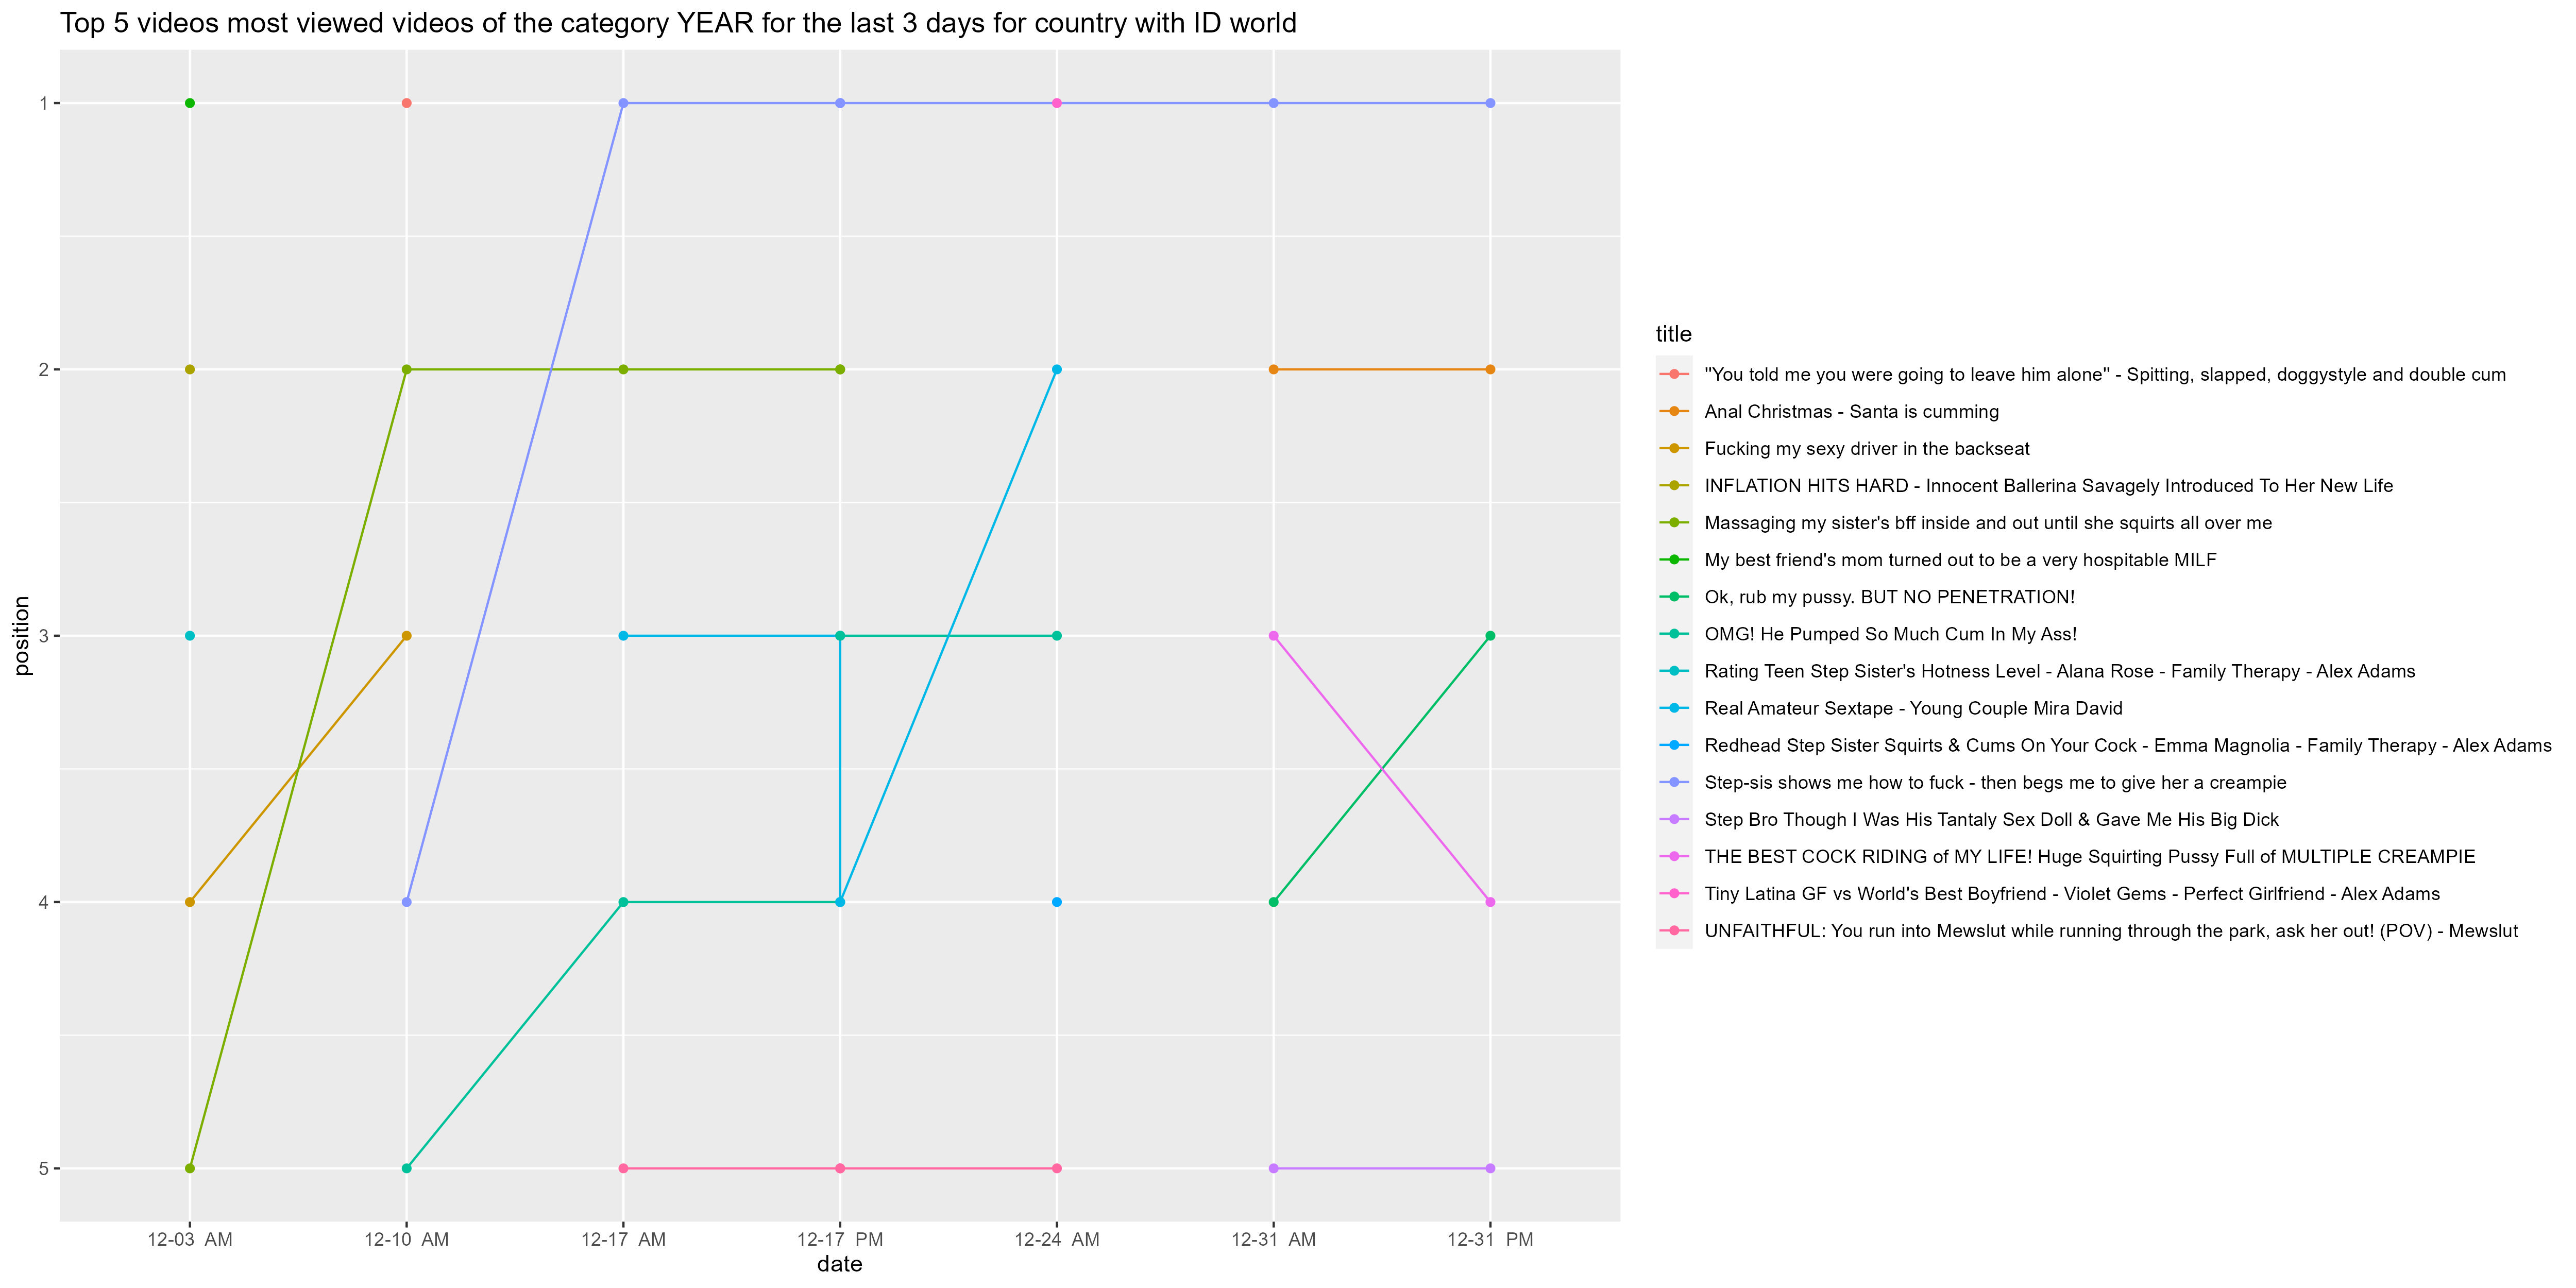 Top 5 videos most viewed videos of the category YEAR for the last 3 days for country with ID world
position
1
2
3
4
5
12-03 AM
12-10 AM
12-17 AM
12-17 PM
12-24 AM
12-31 AM
12-31 PM
date
title
"You told me you were going to leave him alone" - Spitting, slapped, doggystyle and double cum
Anal Christmas - Santa is cumming
Fucking my sexy driver in the backseat
INFLATION HITS HARD - Innocent Ballerina Savagely Introduced To Her New Life
Massaging my sister's bff inside and out until she squirts all over me
My best friend's mom turned out to be a very hospitable MILF
Ok, rub my pussy. BUT NO PENETRATION!
OMG! He Pumped So Much Cum In My Ass!
Rating Teen Step Sister's Hotness Level - Alana Rose - Family Therapy - Alex Adams
Real Amateur Sextape - Young Couple Mira David
Redhead Step Sister Squirts & Cums On Your Cock - Emma Magnolia - Family Therapy - Alex Adams
Step-sis shows me how to fuck - then begs me to give her a creampie
Step Bro Though I Was His Tantaly Sex Doll & Gave Me His Big Dick
THE BEST COCK RIDING of MY LIFE! Huge Squirting Pussy Full of MULTIPLE CREAMPIE
Tiny Latina GF vs World's Best Boyfriend - Violet Gems - Perfect Girlfriend - Alex Adams
UNFAITHFUL: You run into Mewslut while running through the park, ask her out! (POV) - Mewslut